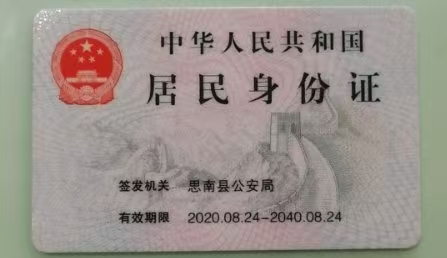 中华人民共和国
居民身份证
签发机关 思南县公安局
有效期限 2020.08.24-2040.08.24